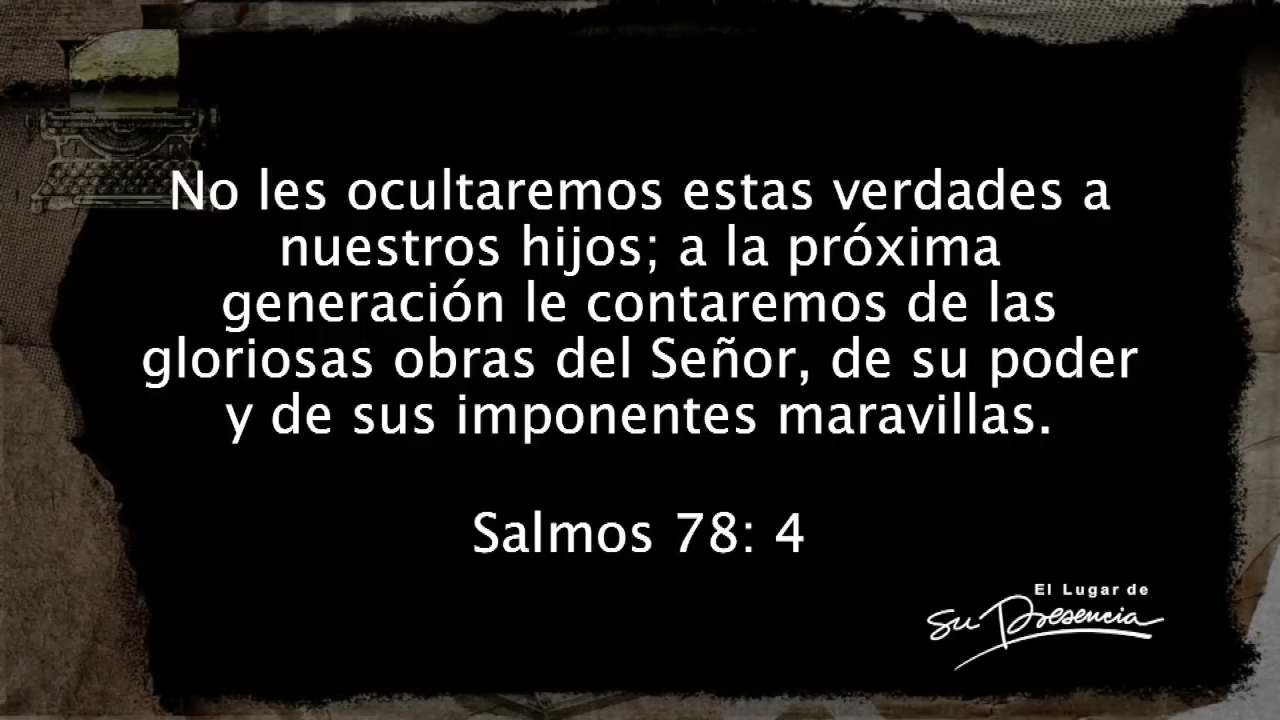 No les ocultaremos estas verdades a
nuestros hijos; a la próxima
generación le contaremos de las
gloriosas obras del Señor, de su poder
y de sus imponentes maravillas.
Salmos 78: 4
El Lugar de
Su Presencia